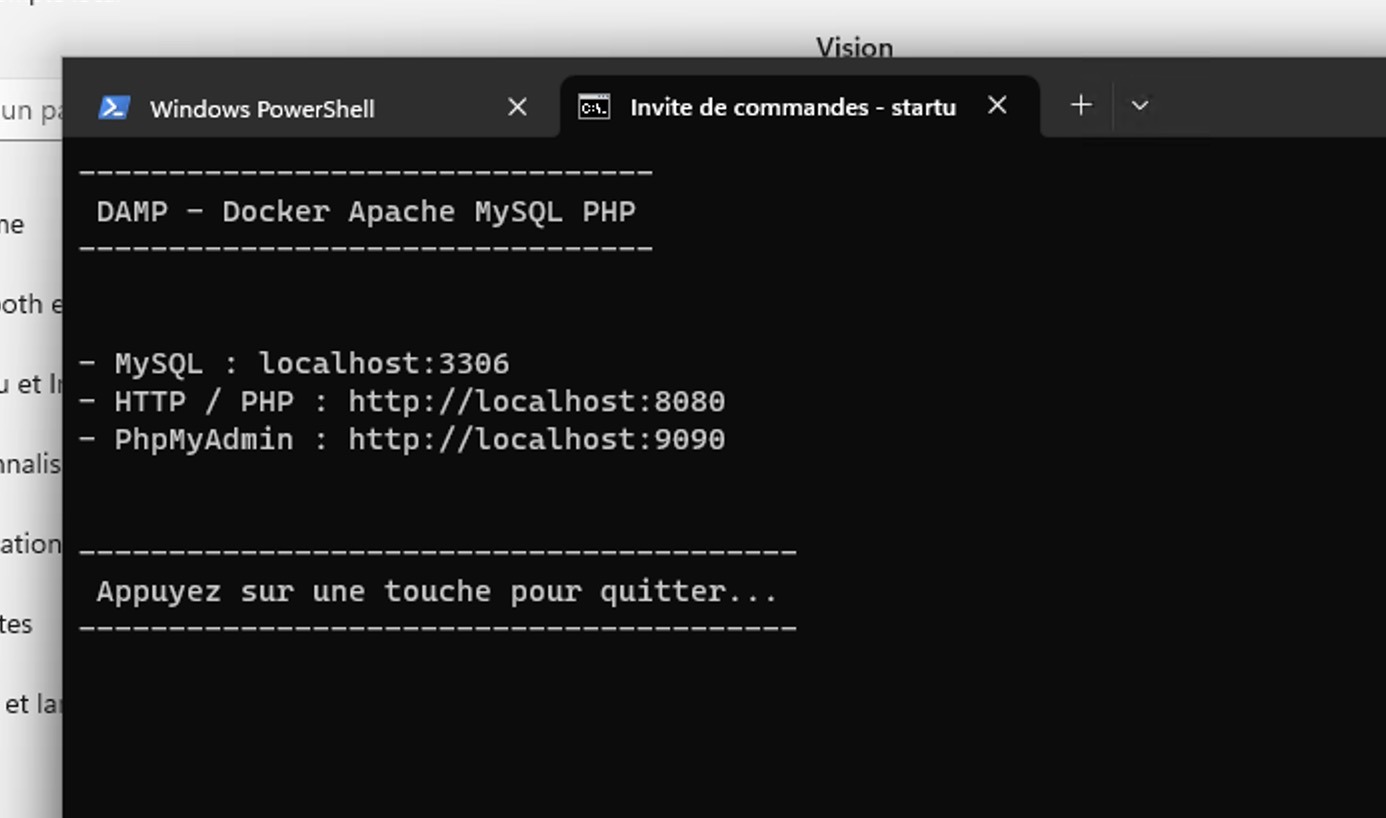 Vision
un pa
Windows PowerShell
Invite de commandes - startu
--------------------------------
DAMP - Docker Apache MySQL PHP
--------------------------------
me
ooth e
- MySQL : localhost:3306
u et In
- HTTP / PHP : http://localhost:8080
- PhpMyAdmin : http://localhost:9090
nnalis
ation
----------------------------------------
Appuyez sur une touche pour quitter...
tes
----------------------------------------
et lan